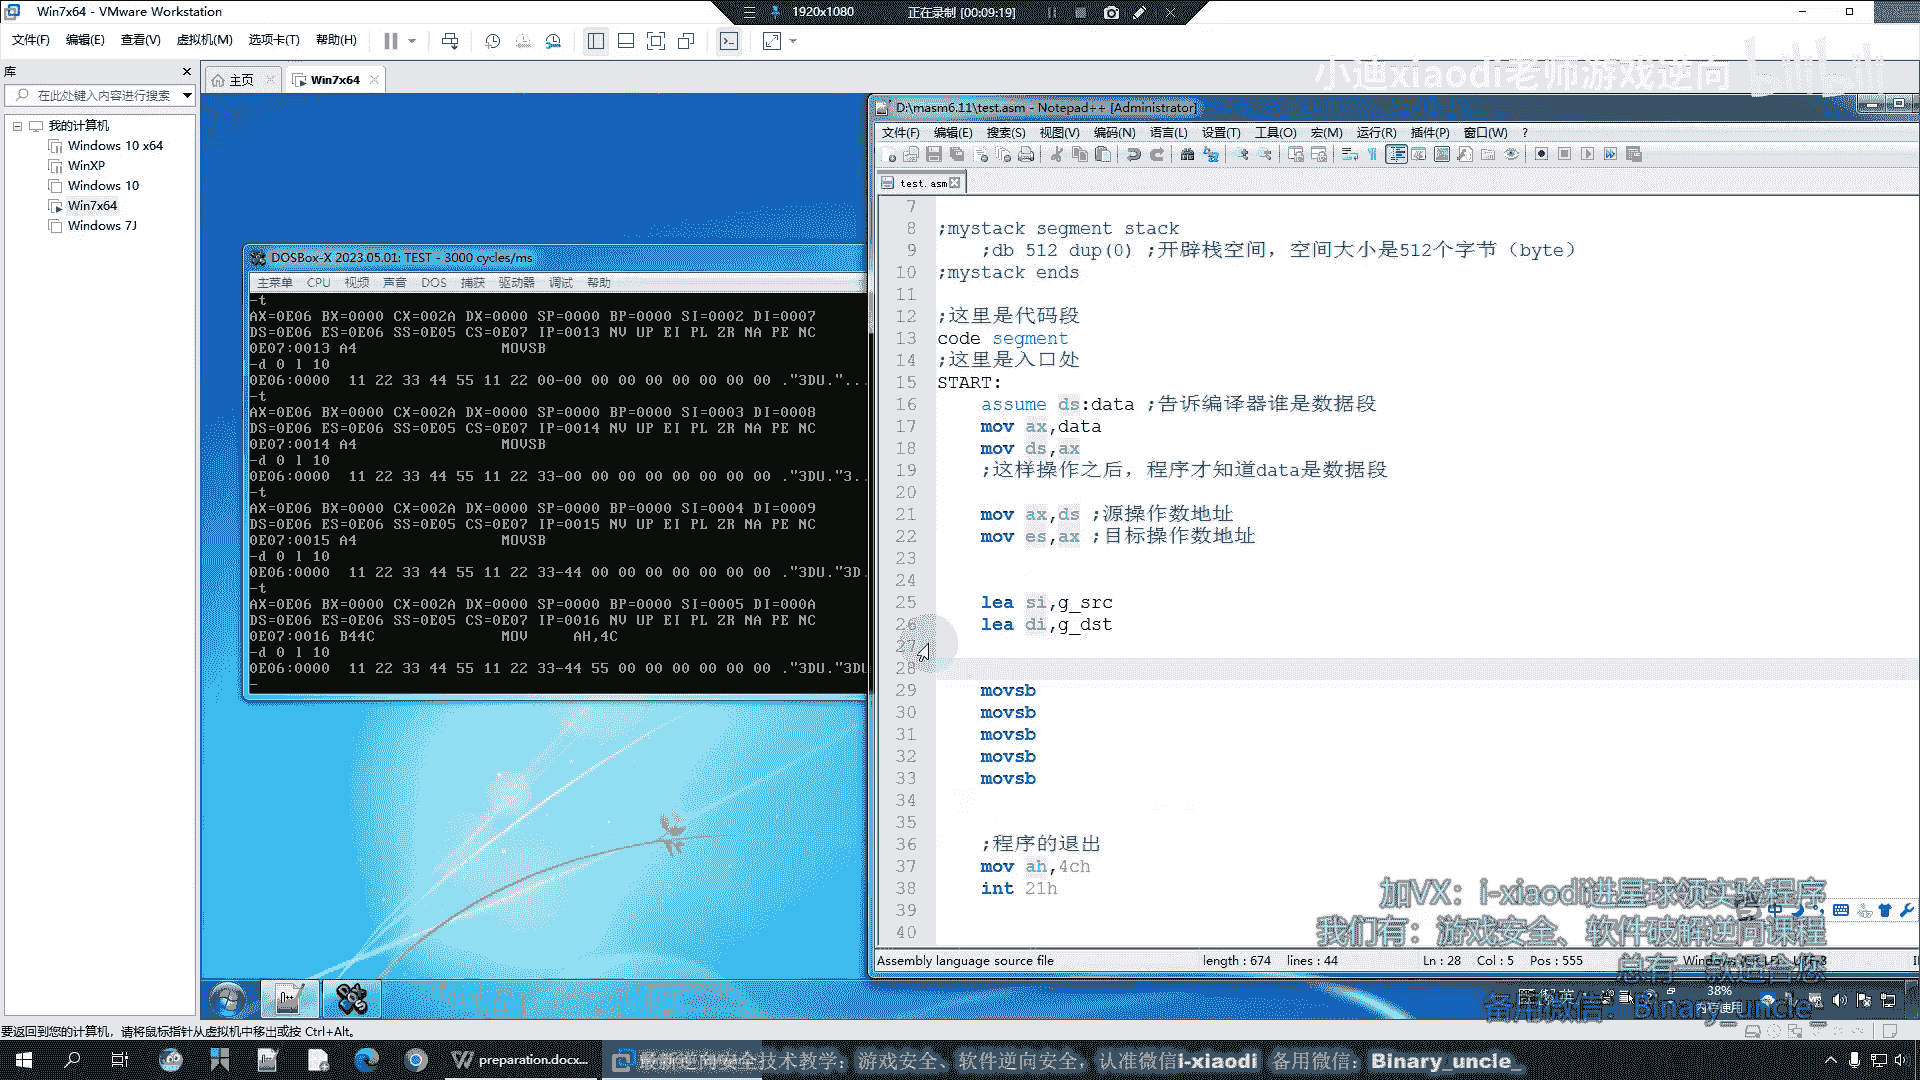 Win7x64 - VMware Workstation
1920x1080
正在录制 [00:09:19]
文件(F) 编辑(E) 查看(V) 虚拟机(M) 选项卡(T) 帮助(H)
库
主页
Win7x64
在此处键入内容进行搜索
我的计算机
Windows 10 x64
WinXP
Windows 10
Win7x64
Windows 7J
小迪xiaodi老师游戏逆向
DOSBox-X 2023.05.01: TEST - 3000 cycles/ms
主菜单 CPU 视频 声音 DOS 捕获 驱动器 调试 帮助
-t
AX=0E06 BX=0000 CX=002A DX=0000 SP=0000 BP=0000 SI=0002 DI=0007
DS=0E06 ES=0E06 SS=0E05 CS=0E07 IP=0013 NV UP EI PL ZR NA PE NC
0E07:0013 A4 MOVSB
-d 0 l 10
0E06:0000 11 22 33 44 55 11 22 00-00 00 00 00 00 00 00 00 ."3DU."...
-t
AX=0E06 BX=0000 CX=002A DX=0000 SP=0000 BP=0000 SI=0003 DI=0008
DS=0E06 ES=0E06 SS=0E05 CS=0E07 IP=0014 NV UP EI PL ZR NA PE NC
0E07:0014 A4 MOVSB
-d 0 l 10
0E06:0000 11 22 33 44 55 11 22 33-00 00 00 00 00 00 00 00 ."3DU."3..
-t
AX=0E06 BX=0000 CX=002A DX=0000 SP=0000 BP=0000 SI=0004 DI=0009
DS=0E06 ES=0E06 SS=0E05 CS=0E07 IP=0015 NV UP EI PL ZR NA PE NC
0E07:0015 A4 MOVSB
-d 0 l 10
0E06:0000 11 22 33 44 55 11 22 33-44 00 00 00 00 00 00 00 ."3DU."3D.
-t
AX=0E06 BX=0000 CX=002A DX=0000 SP=0000 BP=0000 SI=0005 DI=000A
DS=0E06 ES=0E06 SS=0E05 CS=0E07 IP=0016 NV UP EI PL ZR NA PE NC
0E07:0016 B44C MOV AH,4C
-d 0 l 10
0E06:0000 11 22 33 44 55 11 22 33-44 55 00 00 00 00 00 00 ."3DU."3DU
-
D:\masm6.11\test.asm - Notepad++ [Administrator]
文件(F) 编辑(E) 搜索(S) 视图(V) 编码(N) 语言(L) 设置(T) 工具(O) 宏(M) 运行(R) 插件(P) 窗口(W) ?
test.asm
7
8 ;mystack segment stack
9 ;db 512 dup(0) ;开辟栈空间，空间大小是512个字节（byte）
10 ;mystack ends
11
12 ;这里是代码段
13 code segment
14 ;这里是入口处
15 START:
16 assume ds:data ;告诉编译器谁是数据段
17 mov ax,data
18 mov ds,ax
19 ;这样操作之后，程序才知道data是数据段
20
21 mov ax,ds ;源操作数地址
22 mov es,ax ;目标操作数地址
23
24
25 lea si,g_src
26 lea di,g_dst
27
28
29 movsb
30 movsb
31 movsb
32 movsb
33 movsb
34
35
36 ;程序的退出
37 mov ah,4ch
38 int 21h
39
40
Assembly language source file length : 674 lines : 44 Ln : 28 Col : 5 Pos : 555
加VX：i-xiaodi进星球领实验程序
我们有：游戏安全、软件破解逆向课程
总有一款适合您
备用微信：Binary_uncle_
38%
内存使用
要返回到您的计算机，请将鼠标指针从虚拟机中移出或按 Ctrl+Alt。
preparation.docx...
最新逆向安全技术教学：游戏安全、软件逆向安全，认准微信i-xiaodi 备用微信：Binary_uncle_